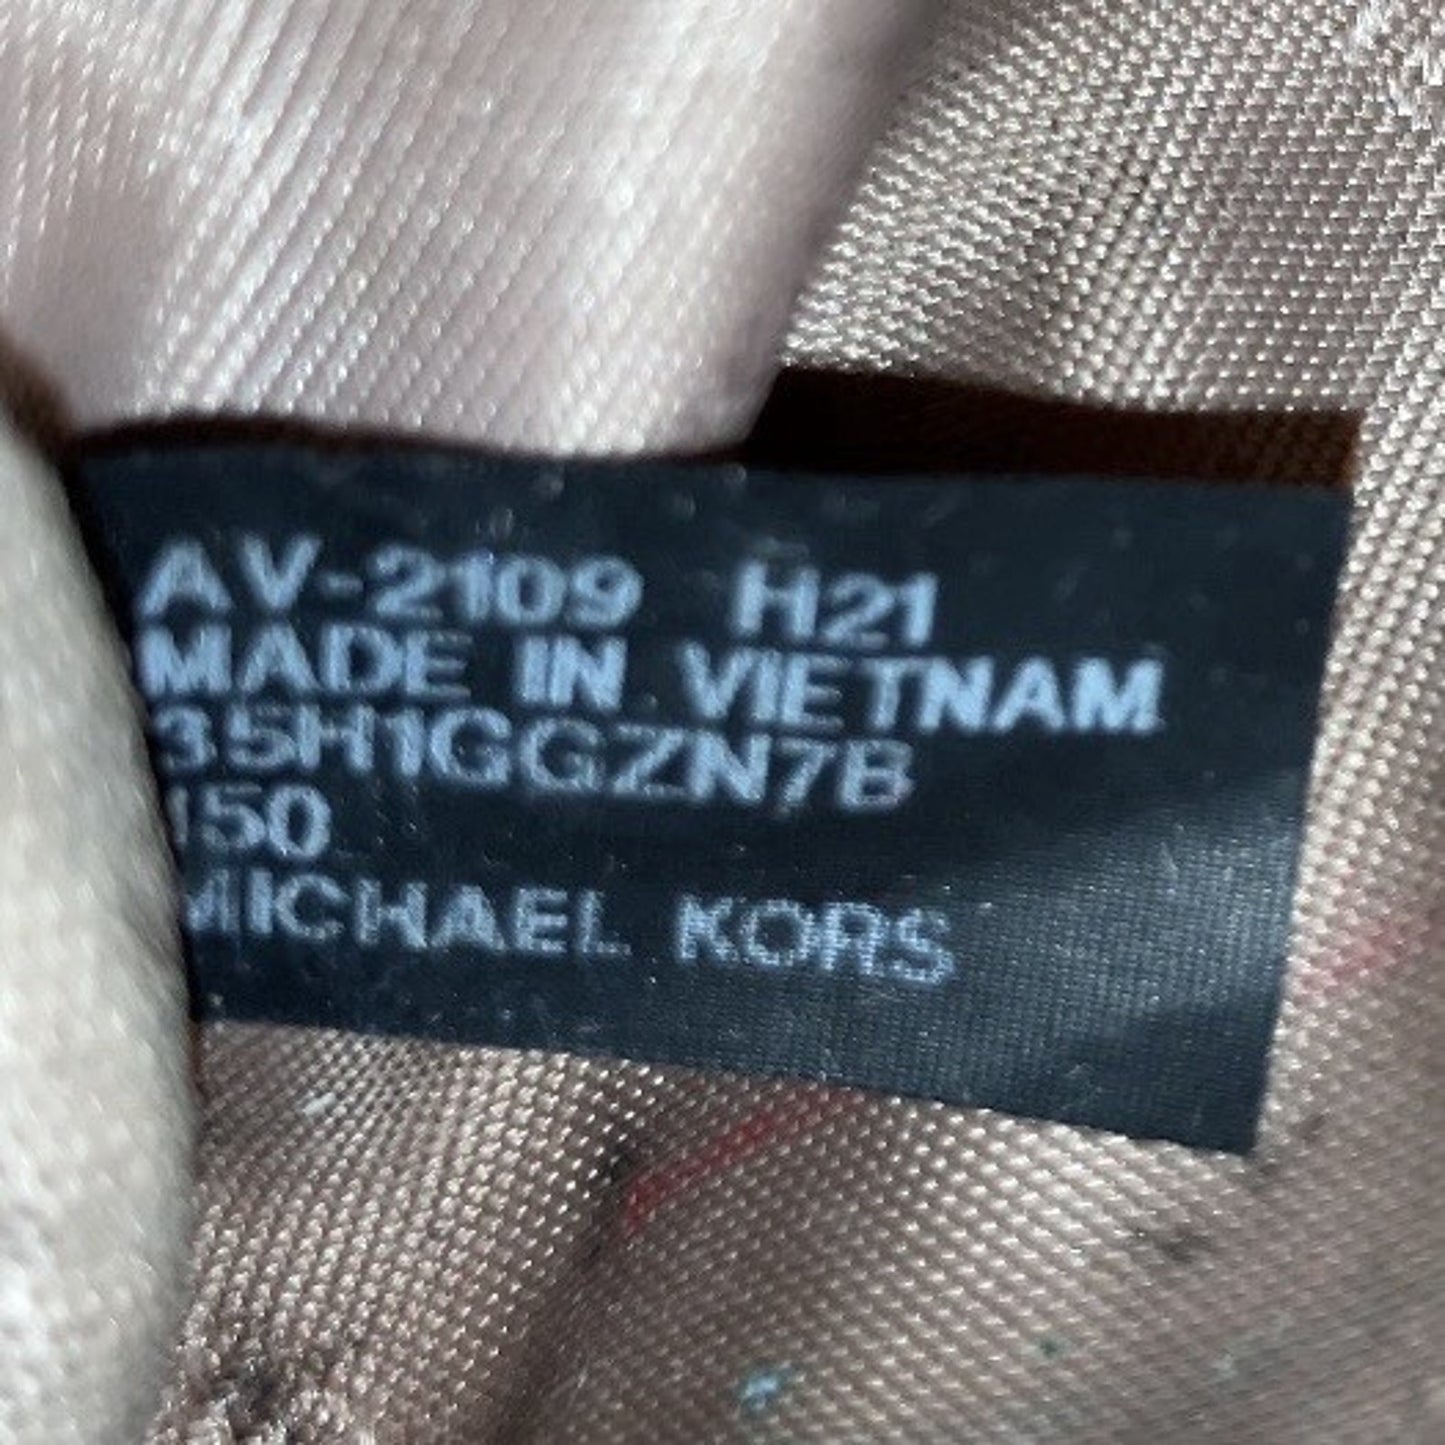 AV-2109 H21
MADE IN VIETNAM
35H1GGZN7B
150
MICHAEL KORS